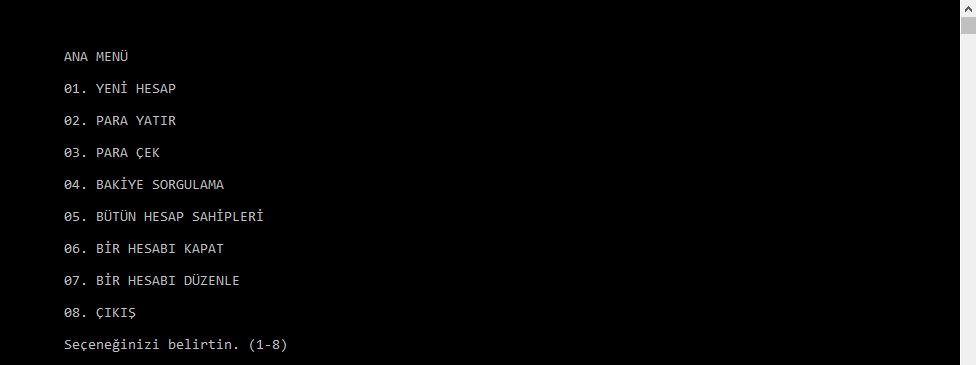 ANA MENÜ
01. YENİ HESAP
02. PARA YATIR
03. PARA ÇEK
04. BAKİYE SORGULAMA
05. BÜTÜN HESAP SAHİPLERİ
06. BİR HESABI KAPAT
07. BİR HESABI DÜZENLE
08. ÇIKIŞ
Seçeneğinizi belirtin. (1-8)